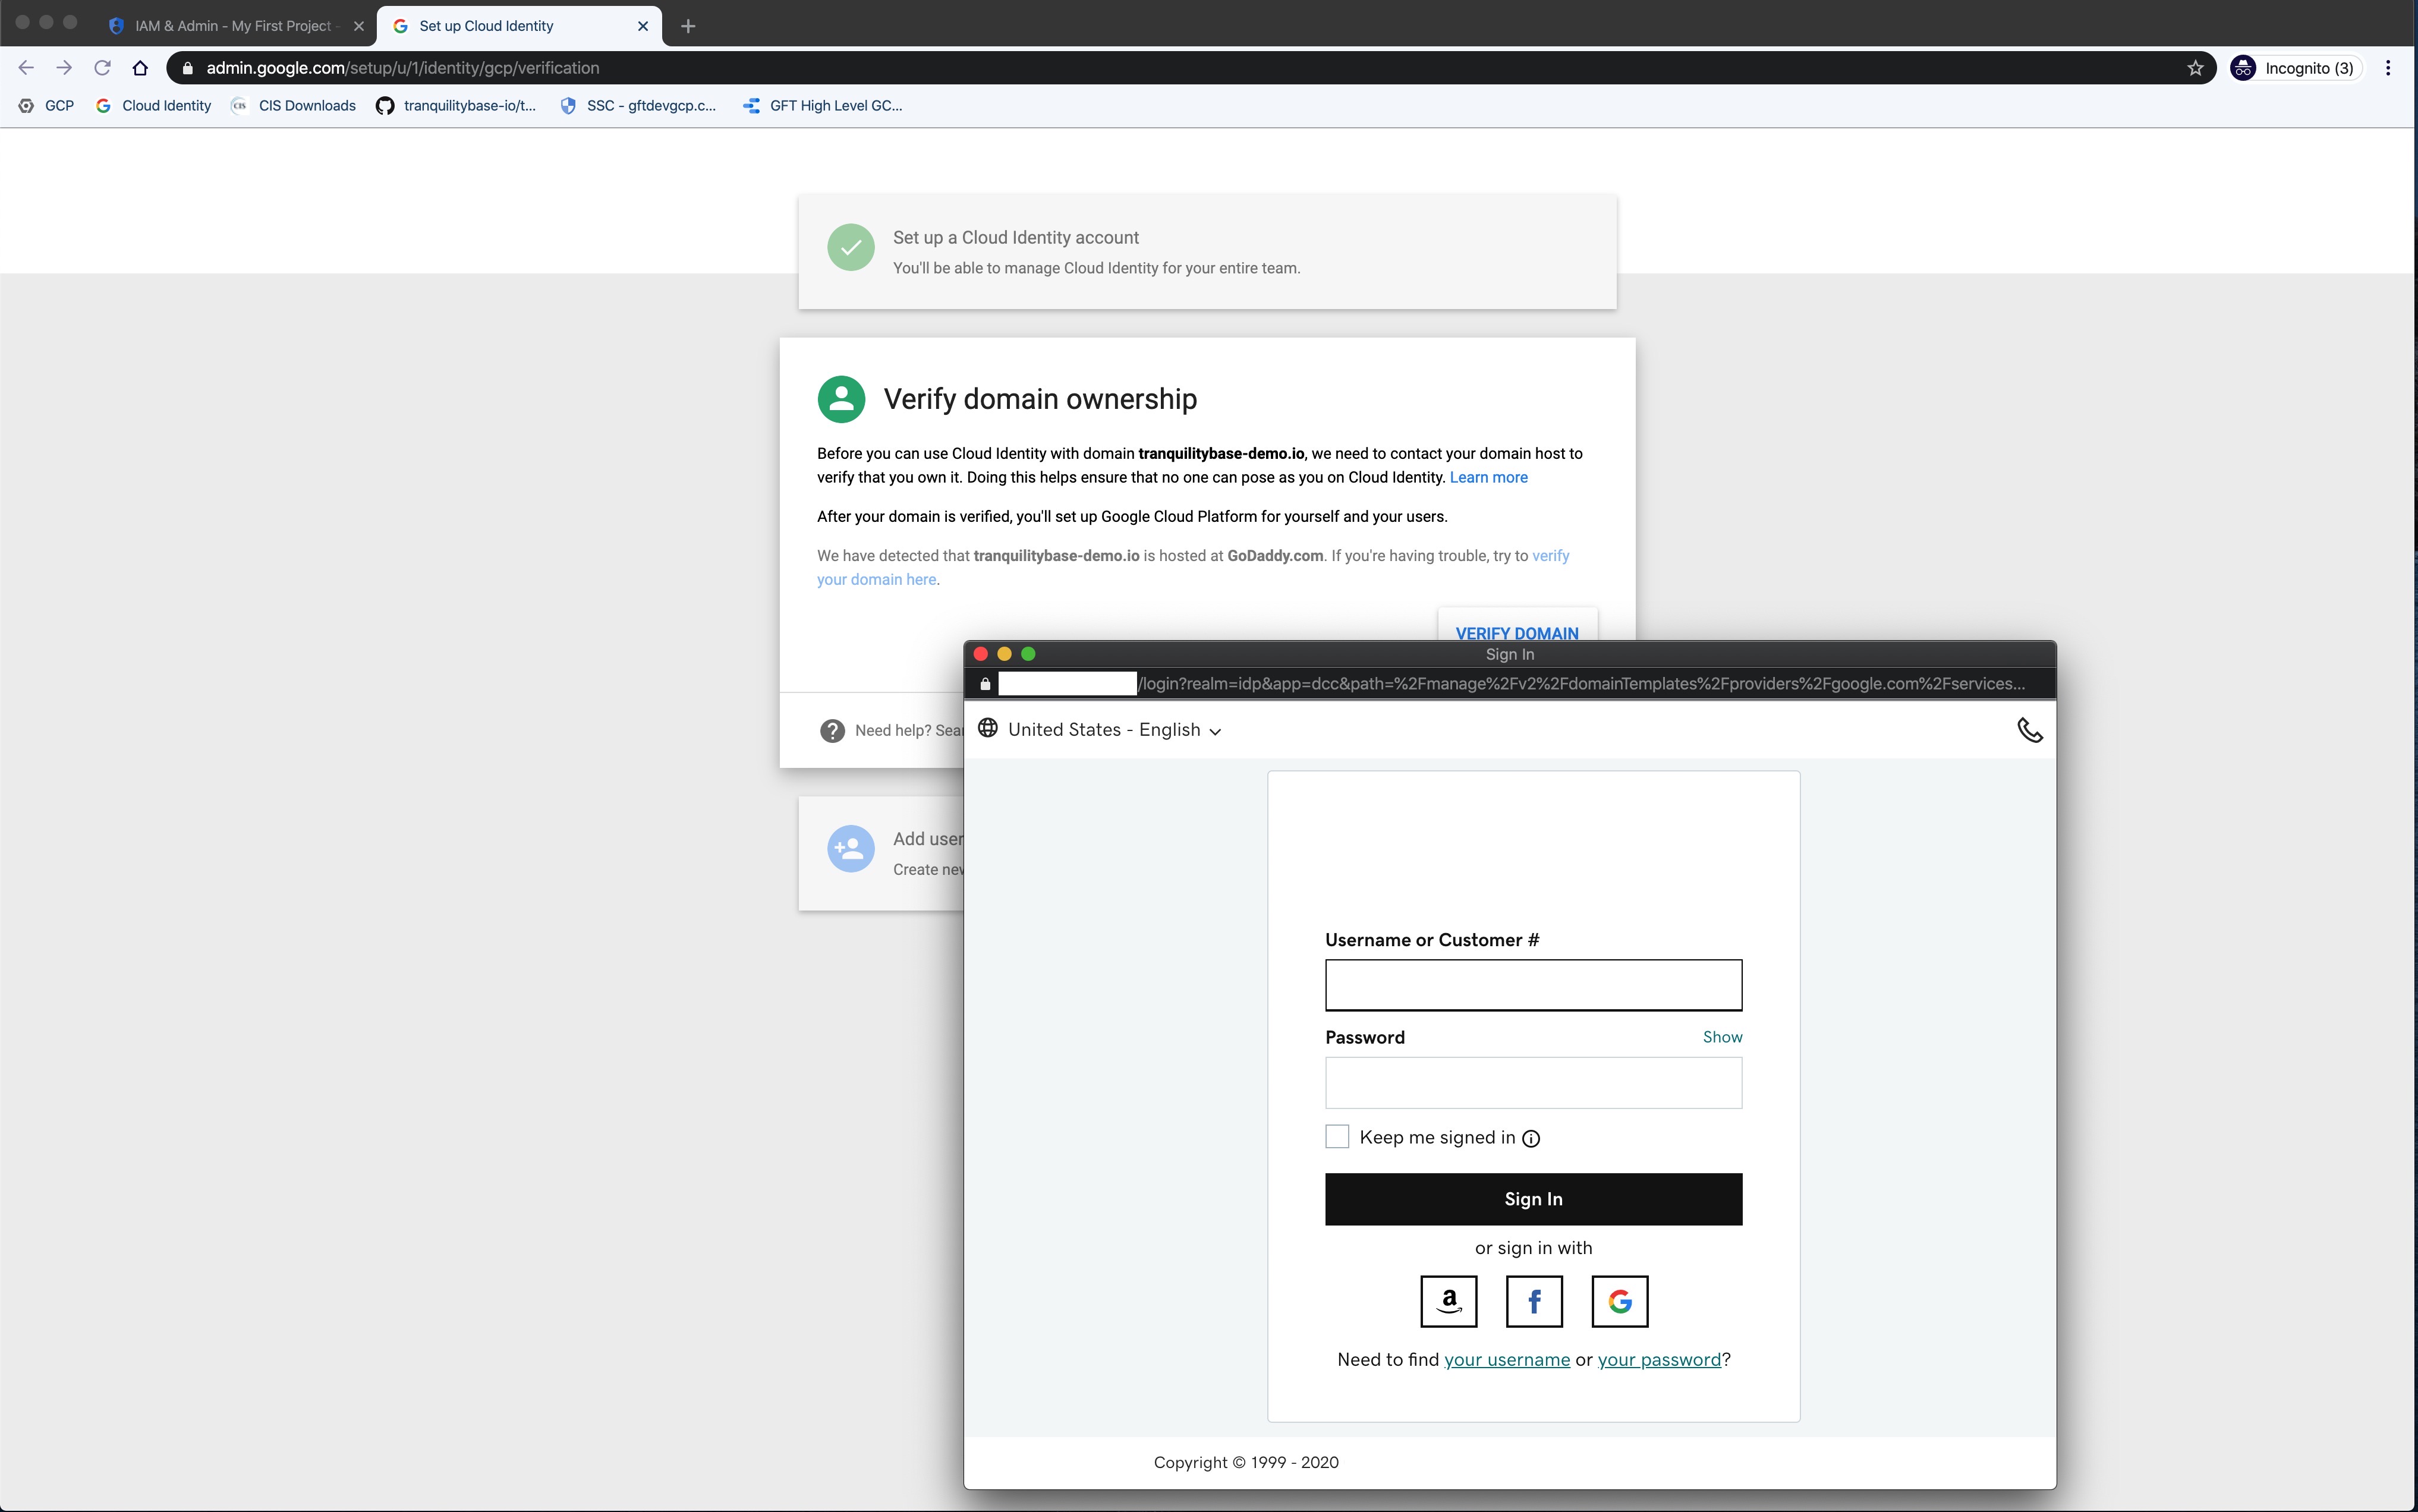 IAM & Admin - My First Project -
Set up Cloud Identity
admin.google.com/setup/u/1/identity/gcp/verification
Incognito (3)
GCP
Cloud Identity
CIS
CIS Downloads
tranquilitybase-io/t...
SSC - gftdevgcp.c...
GFT High Level GC...
Set up a Cloud Identity account
You'll be able to manage Cloud Identity for your entire team.
Verify domain ownership
Before you can use Cloud Identity with domain tranquilitybase-demo.io, we need to contact your domain host to
verify that you own it. Doing this helps ensure that no one can pose as you on Cloud Identity. Learn more
After your domain is verified, you'll set up Google Cloud Platform for yourself and your users.
We have detected that tranquilitybase-demo.io is hosted at GoDaddy.com. If you're having trouble, try to verify
your domain here.
VERIFY DOMAIN
Sign In
/login?realm=idp&app=dcc&path=%2Fmanage%2Fv2%2FdomainTemplates%2Fproviders%2Fgoogle.com%2Fservices...
Need help? Sear
United States - English
Add user
Create new
Username or Customer #
Password
Show
Keep me signed in
Sign In
or sign in with
Need to find your username or your password?
Copyright © 1999 - 2020